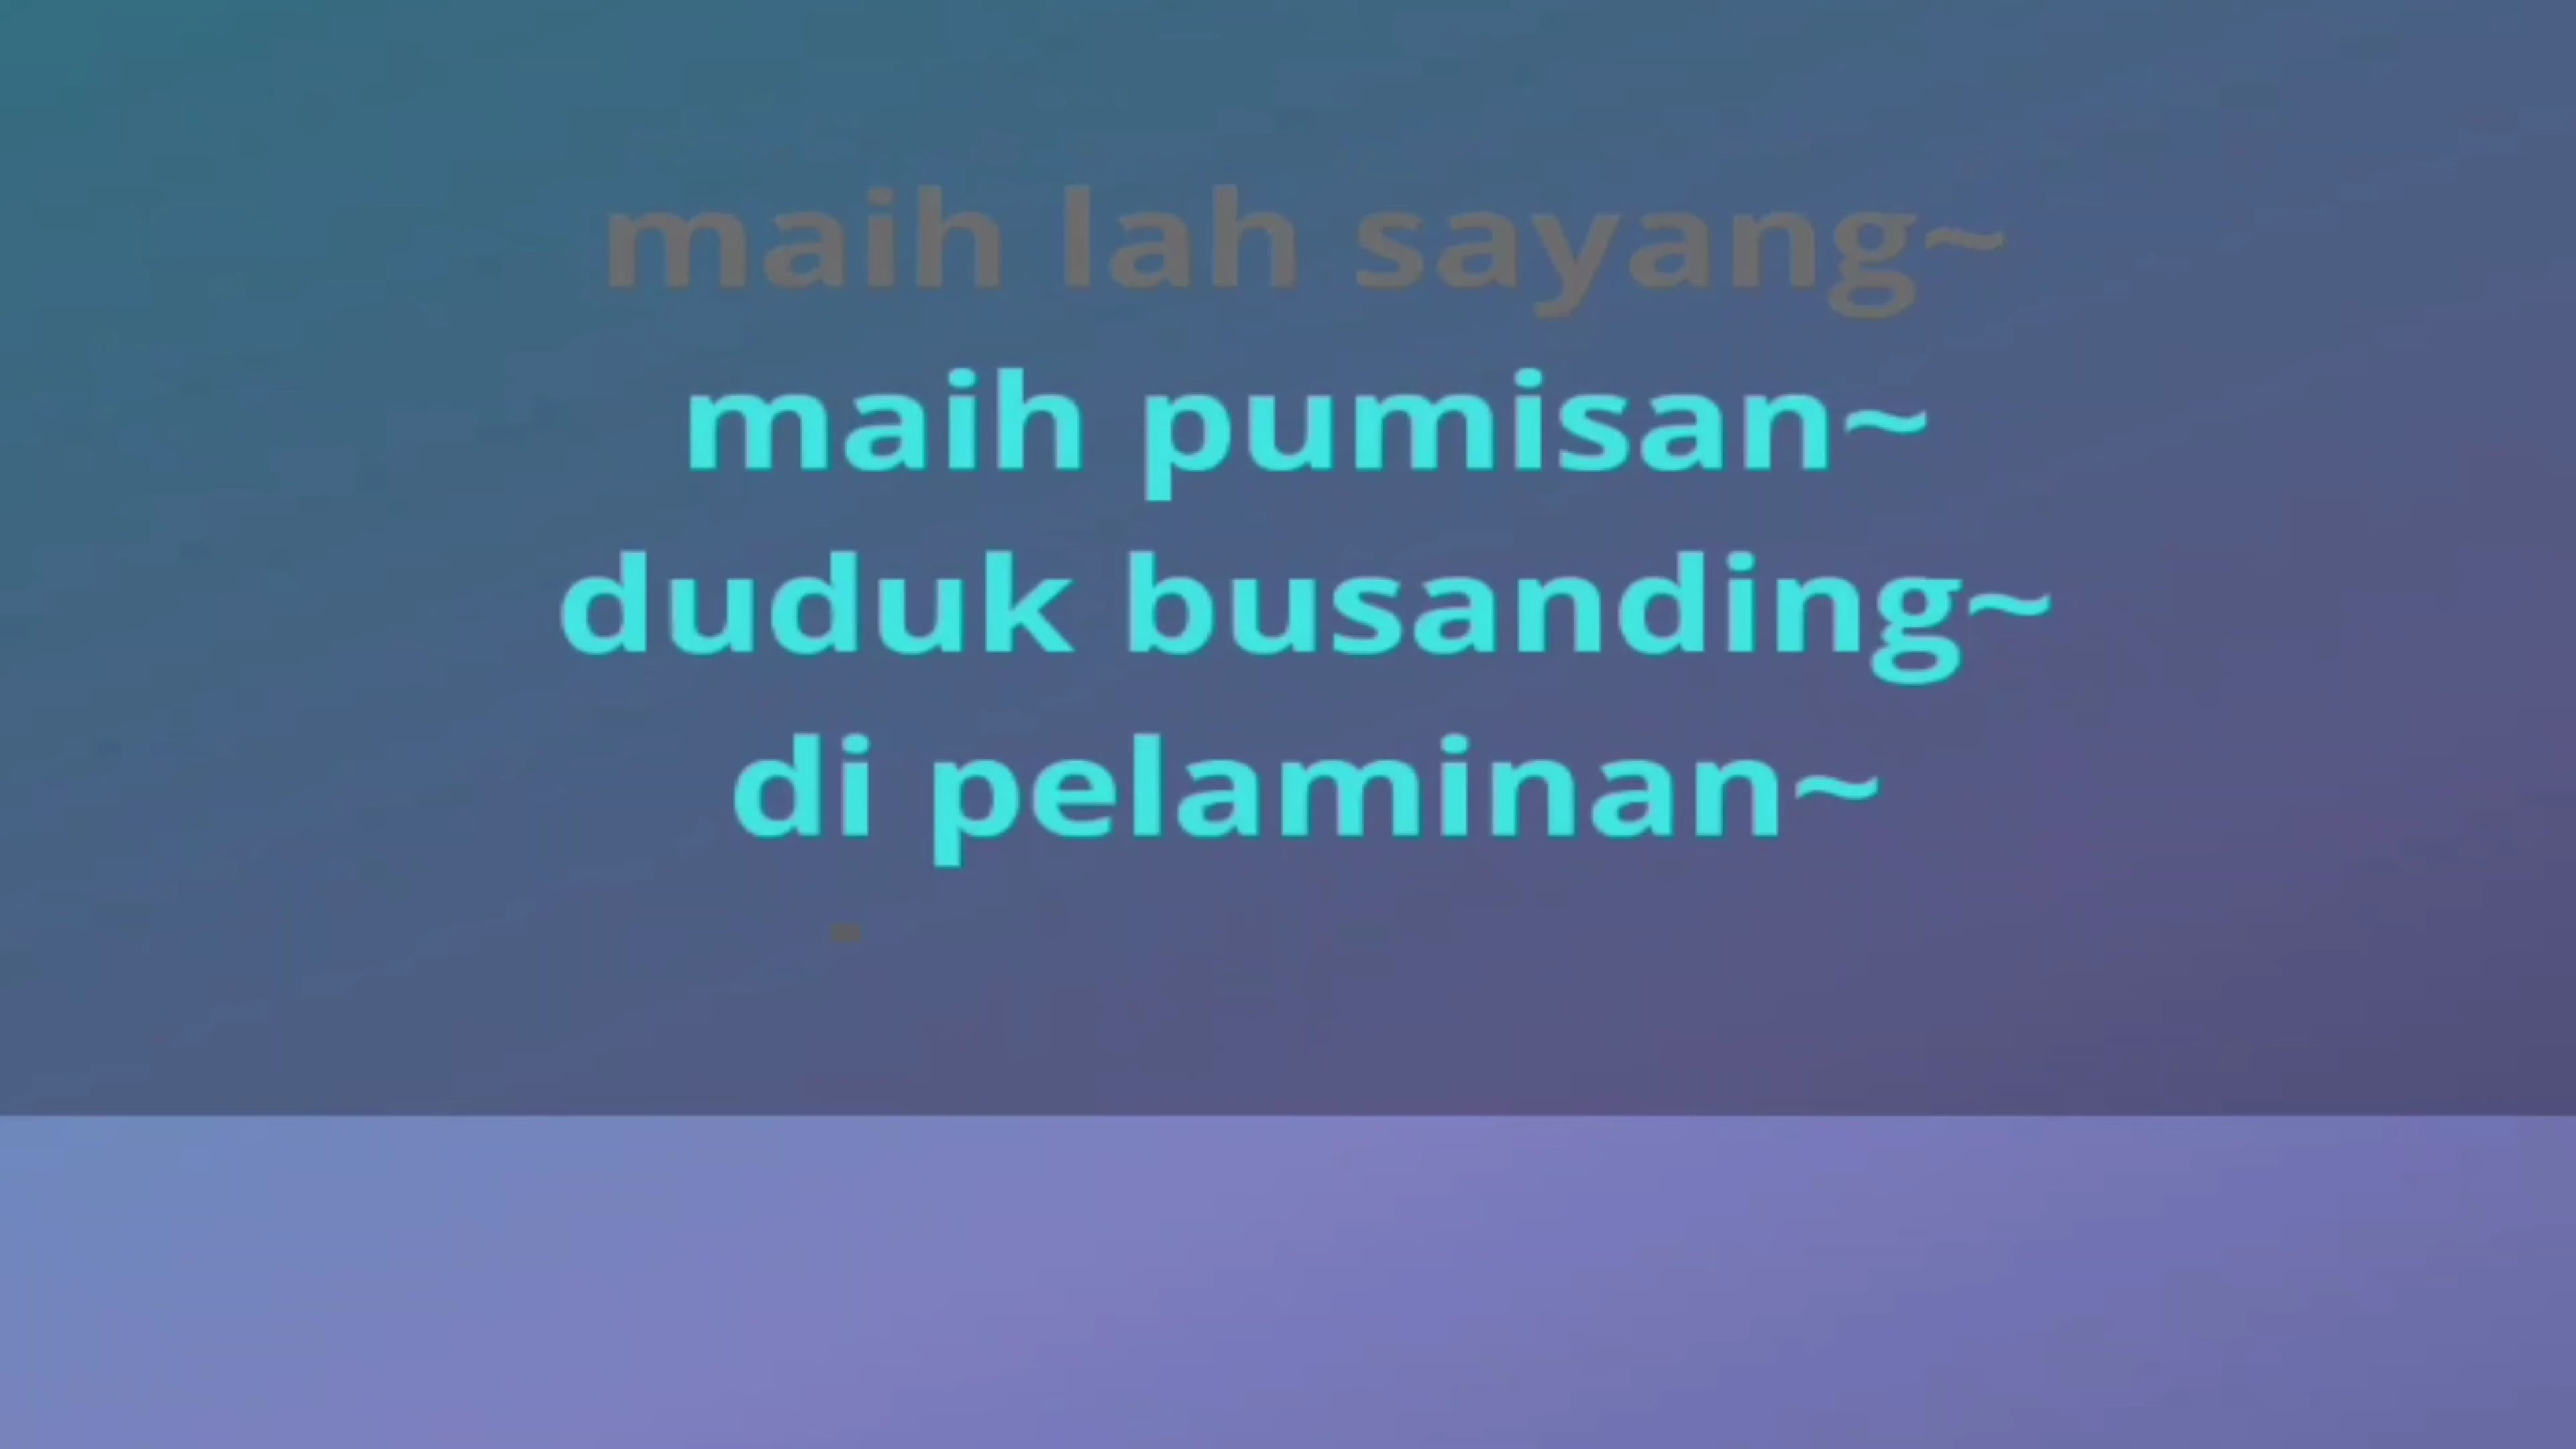 maih lah sayang~
maih pumisan~
duduk busanding~
di pelaminan~